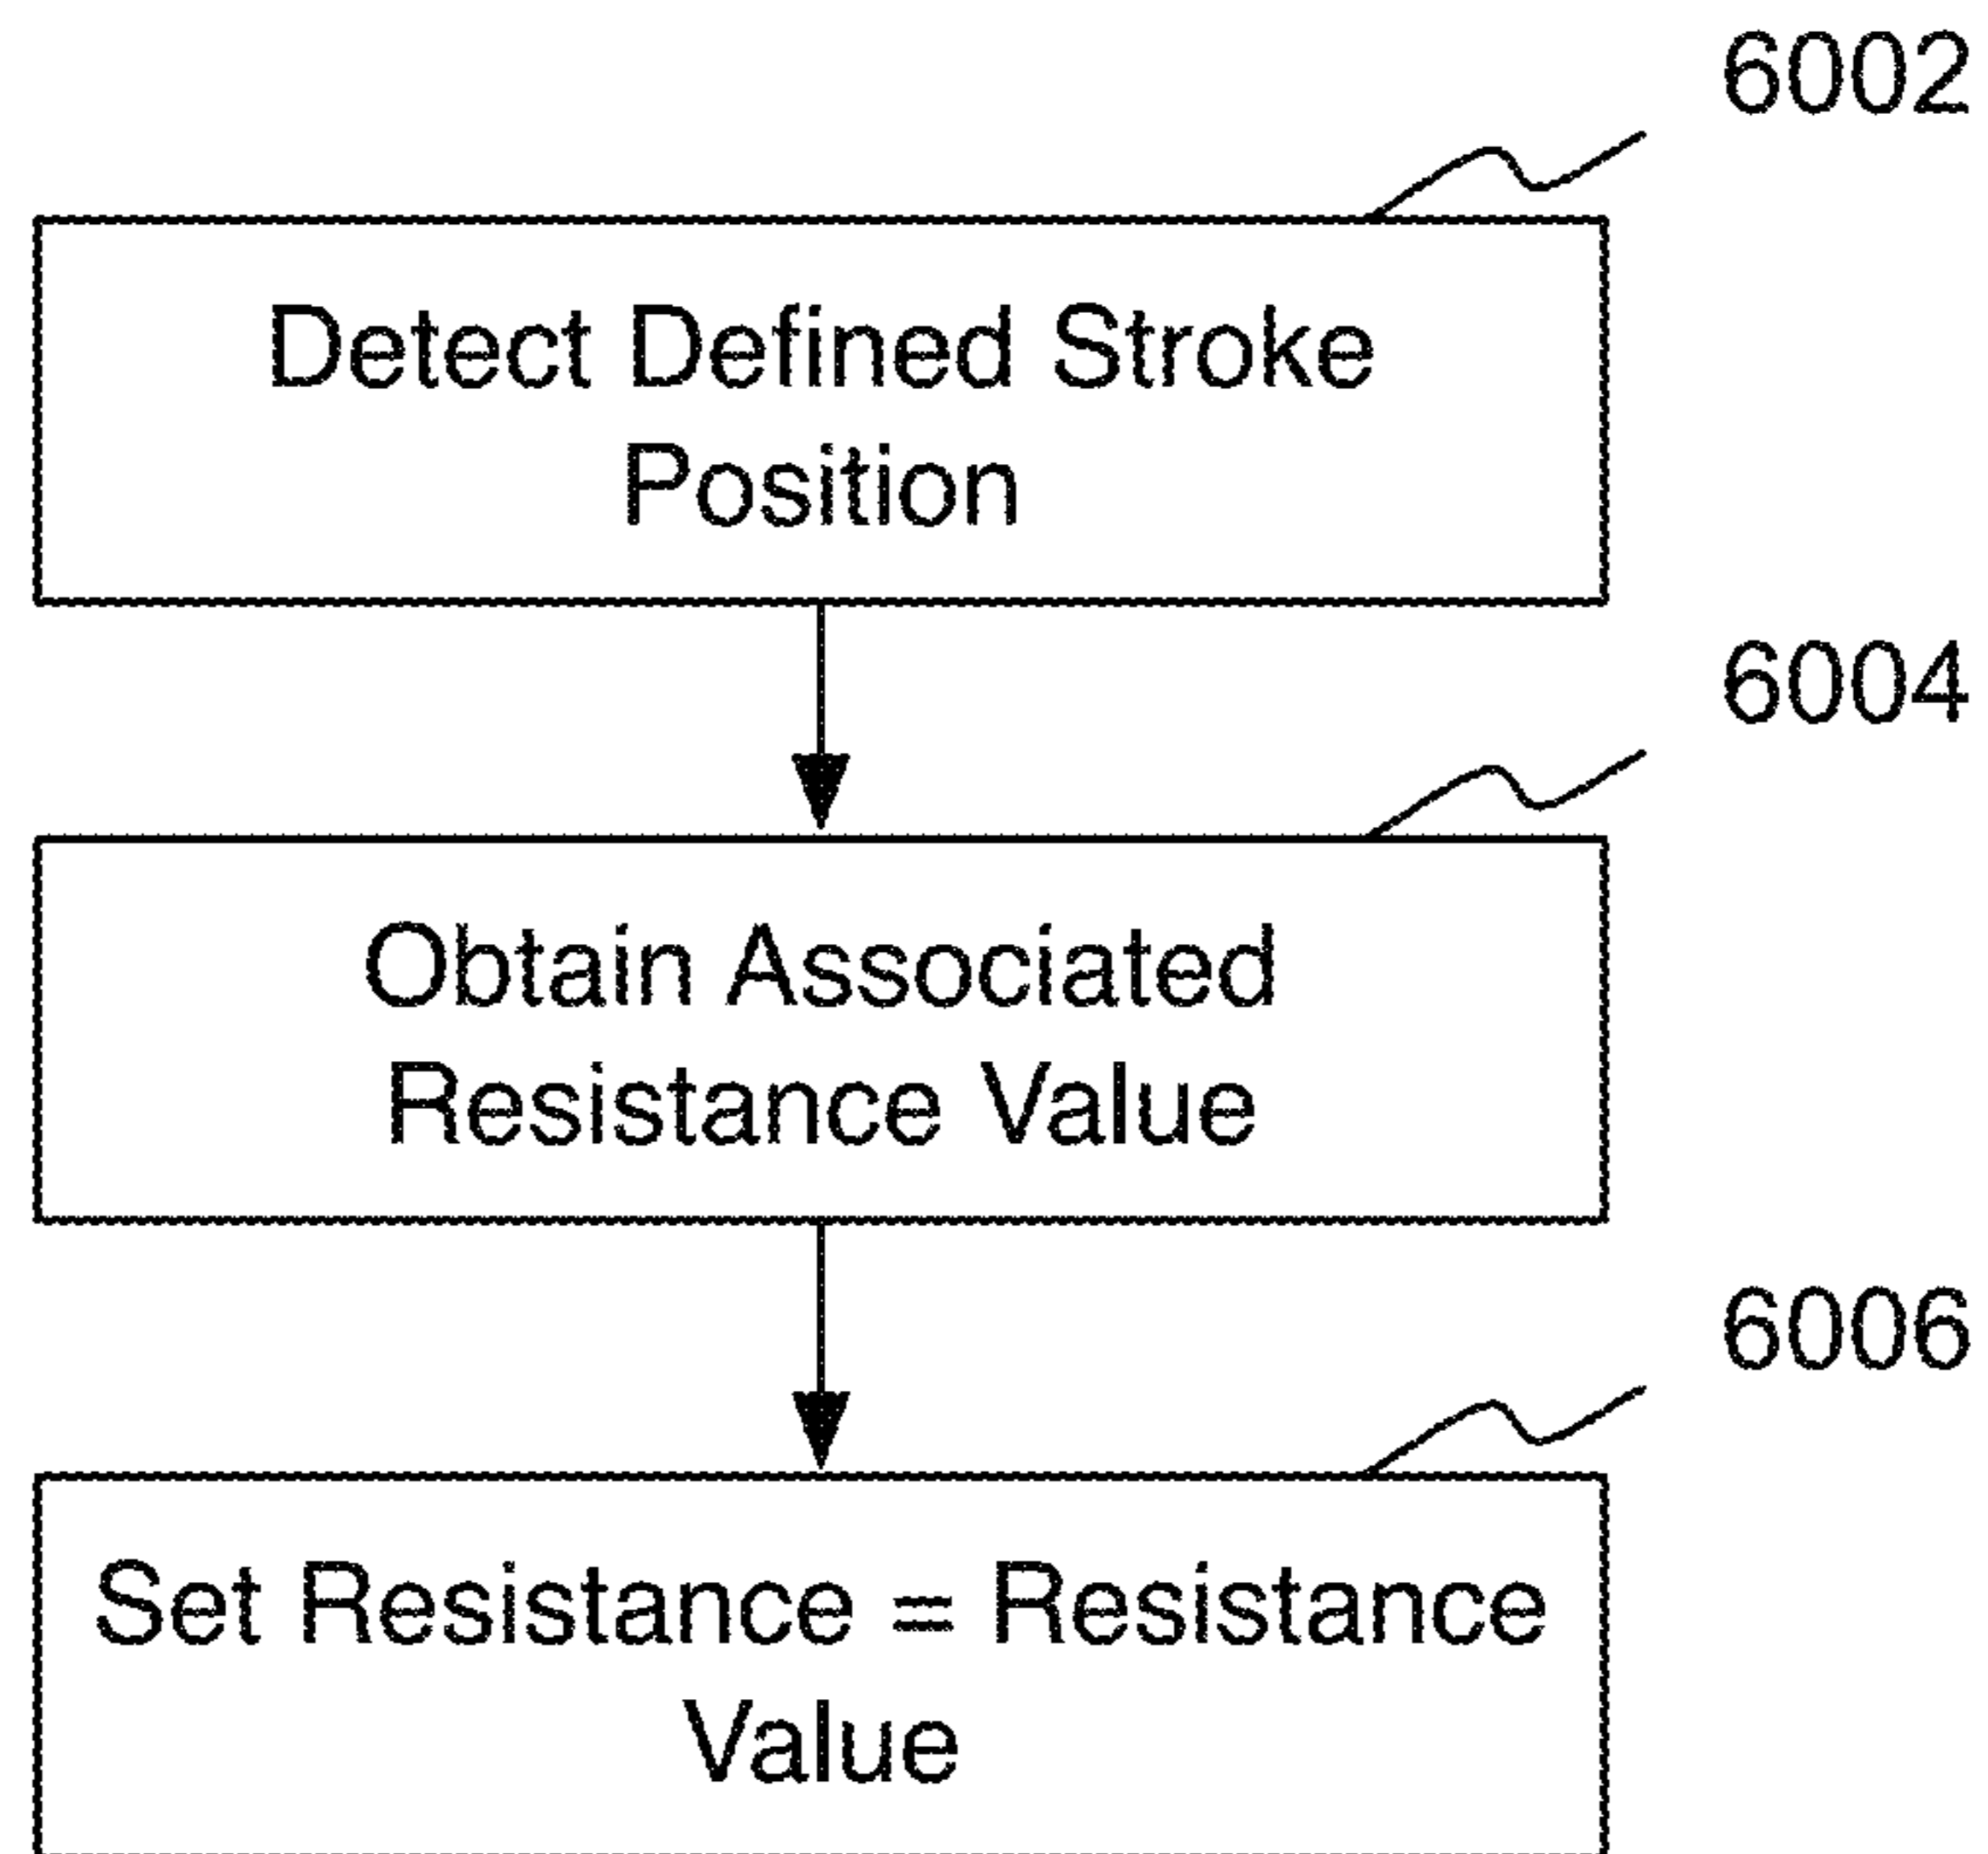 6002
Detect Defined Stroke
Position
6004
Obtain Associated
Resistance Value
6006
Set Resistance = Resistance
Value